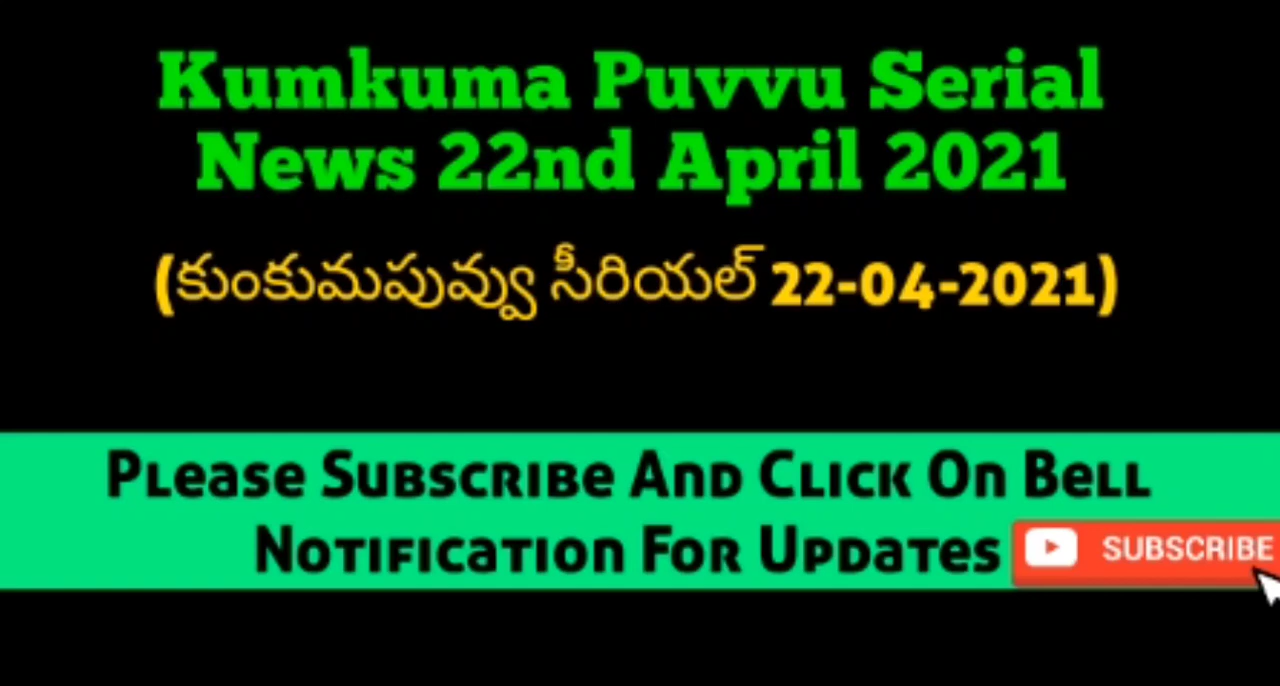 Kumkuma Puvvu Serial
News 22nd April 2021
(కుంకుమపువ్వు సీరియల్ 22-04-2021)
Please Subscribe And Click On Bell
Notification For Updates
SUBSCRIBE